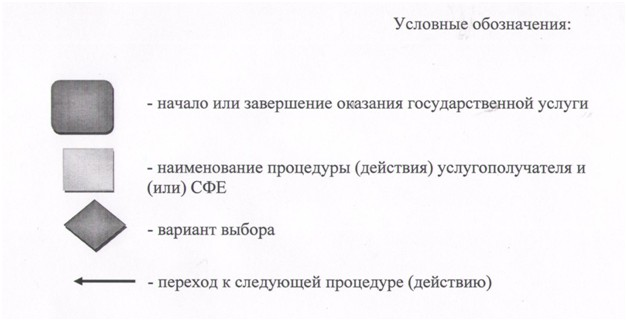 Условные обозначения:
- начало или завершение оказания государственной услуги
- наименование процедуры (действия) услугополучателя и
(или) СФЕ
- вариант выбора
- переход к следующей процедуре (действию)